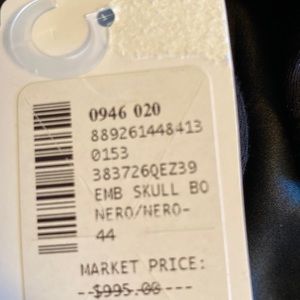 0946 020
889261448413
0153
383726QEZ39
EMB SKULL BO
NERO/NERO-
44
MARKET PRICE:
--$995.00---